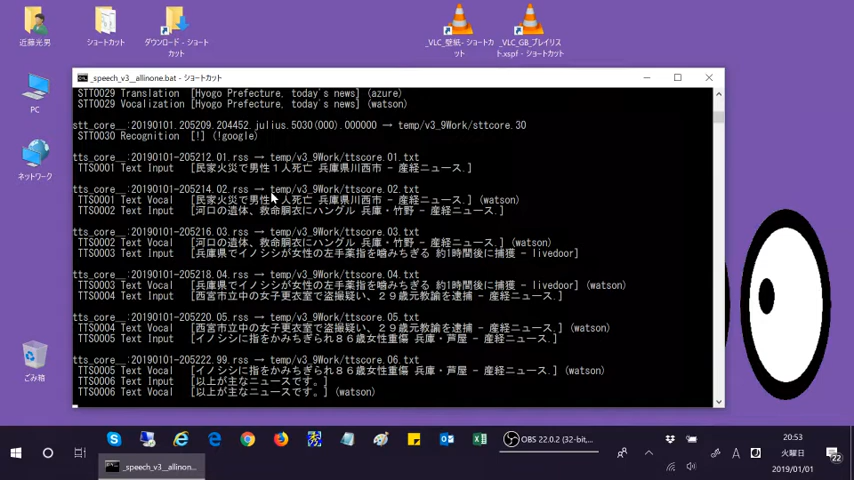 近藤光男
ショートカット
ダウンロード - ショート
カット
_VLC_壁紙- ショートカ
ット
_VLC_GB_プレイリス
ト.xspf - ショートカット
PC
ネットワーク
ごみ箱
_speech_v3__allinone.bat - ショートカット
STT0029 Translation [Hyogo Prefecture, today's news] (azure)
STT0029 Vocalization [Hyogo Prefecture, today's news] (watson)
stt_core__:20190101.205209.204452.julius.5030(000).000000 → temp/v3_9Work/sttcore.30
STT0030 Recognition [!] (!google)
tts_core__:20190101-205212.01.rss → temp/v3_9Work/ttscore.01.txt
TTS0001 Text Input [民家火災で男性１人死亡 兵庫県川西市 - 産経ニュース.]
tts_core__:20190101-205214.02.rss → temp/v3_9Work/ttscore.02.txt
TTS0001 Text Vocal [民家火災で男性１人死亡 兵庫県川西市 - 産経ニュース.] (watson)
TTS0002 Text Input [河口の遺体、救命胴衣にハングル 兵庫・竹野 - 産経ニュース.]
tts_core__:20190101-205216.03.rss → temp/v3_9Work/ttscore.03.txt
TTS0002 Text Vocal [河口の遺体、救命胴衣にハングル 兵庫・竹野 - 産経ニュース.] (watson)
TTS0003 Text Input [兵庫県でイノシシが女性の左手薬指を噛みちぎる 約1時間後に捕獲 - livedoor]
tts_core__:20190101-205218.04.rss → temp/v3_9Work/ttscore.04.txt
TTS0003 Text Vocal [兵庫県でイノシシが女性の左手薬指を噛みちぎる 約1時間後に捕獲 - livedoor] (watson)
TTS0004 Text Input [西宮市立中の女子更衣室で盗撮疑い、２９歳元教諭を逮捕 - 産経ニュース.]
tts_core__:20190101-205220.05.rss → temp/v3_9Work/ttscore.05.txt
TTS0004 Text Vocal [西宮市立中の女子更衣室で盗撮疑い、２９歳元教諭を逮捕 - 産経ニュース.] (watson)
TTS0005 Text Input [イノシシに指をかみちぎられ８６歳女性重傷 兵庫・芦屋 - 産経ニュース.]
tts_core__:20190101-205222.99.rss → temp/v3_9Work/ttscore.06.txt
TTS0005 Text Vocal [イノシシに指をかみちぎられ８６歳女性重傷 兵庫・芦屋 - 産経ニュース.] (watson)
TTS0006 Text Input [以上が主なニュースです。]
TTS0006 Text Vocal [以上が主なニュースです。] (watson)
OBS 22.0.2 (32-bit,...
A
20:53
火曜日
2019/01/01
22
_speech_v3__allinon...